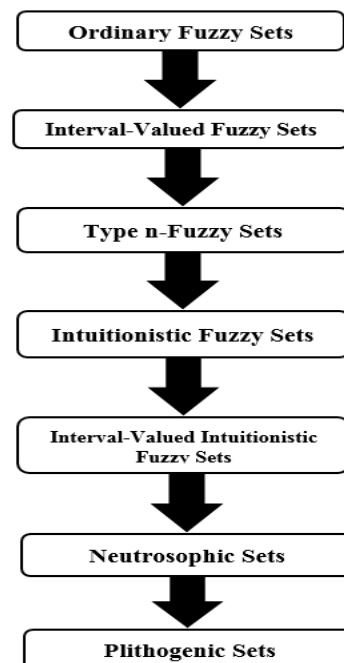 Ordinary Fuzzy Sets
Interval-Valued Fuzzy Sets
Type n-Fuzzy Sets
Intuitionistic Fuzzy Sets
Interval-Valued Intuitionistic
Fuzzy Sets
Neutrosophic Sets
Plithogenic Sets